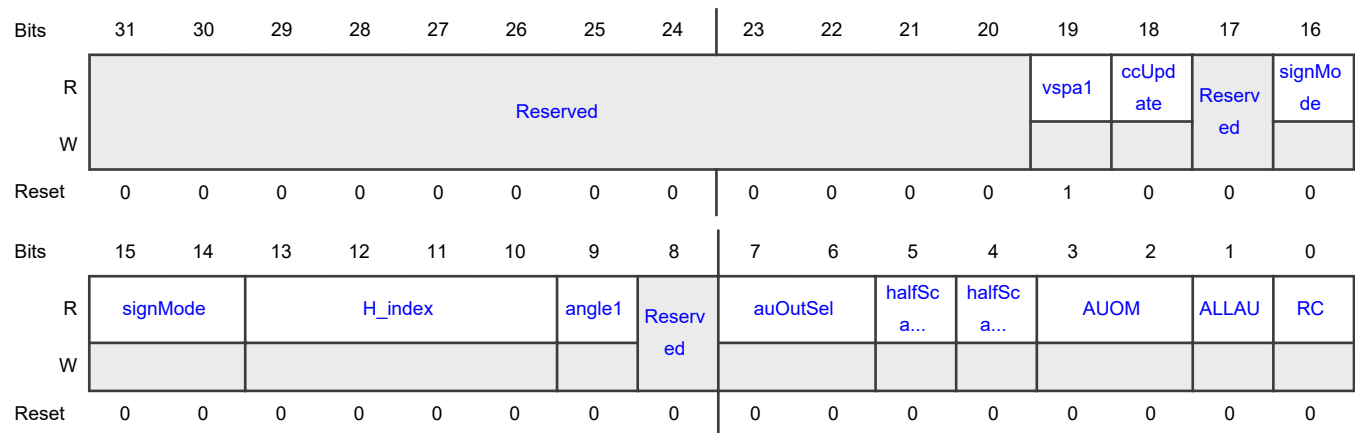 Bits 31 30 29 28 27 26 25 24 23 22 21 20 19 18 17 16
R Reserved vspa1 ccUpd ate Reserv ed signMo de
W
Reset 0 0 0 0 0 0 0 0 0 0 0 0 1 0 0 0
Bits 15 14 13 12 11 10 9 8 7 6 5 4 3 2 1 0
R signMode H_index angle1 Reserv ed auOutSel halfSc a... halfSc a... AUOM ALLAU RC
W
Reset 0 0 0 0 0 0 0 0 0 0 0 0 0 0 0 0